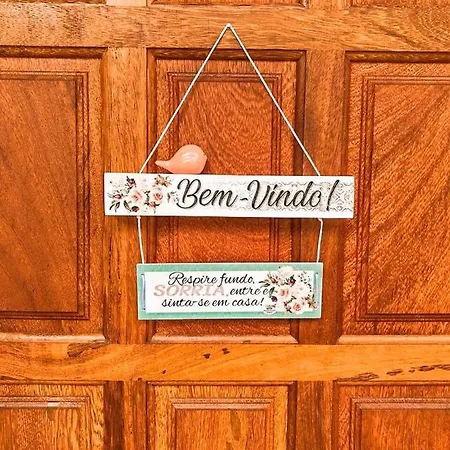 Bem-Vindo!
Respire fundo,
SORRIA, entre e
sinta-se em casa!